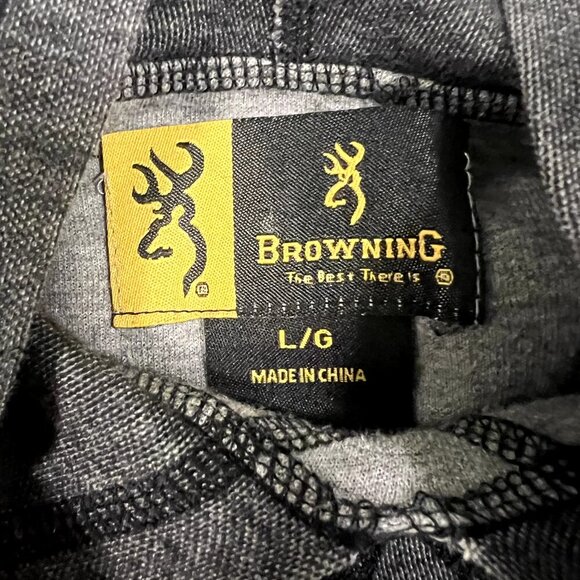 BROWNING
The Best There Is
L/G
MADE IN CHINA